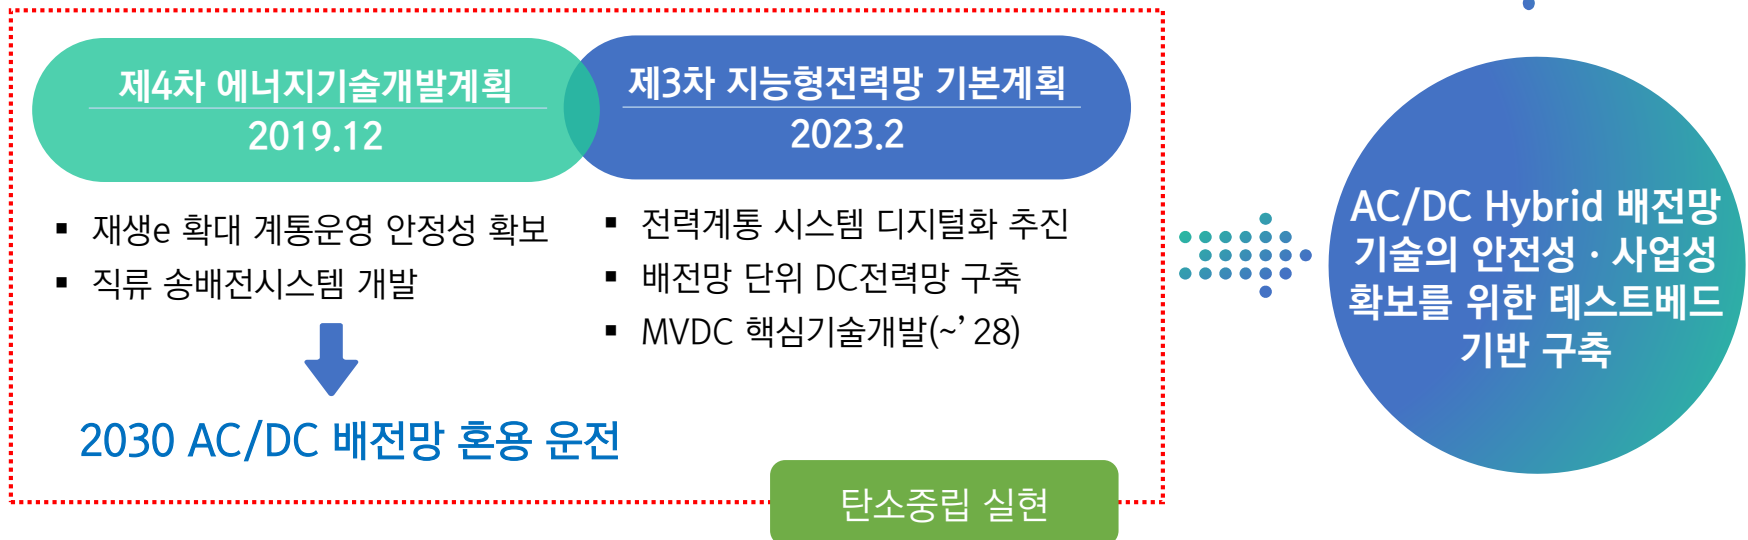 제4차 에너지기술개발계획
2019.12
▪ 재생e 확대 계통운영 안정성 확보
▪ 직류 송배전시스템 개발
2030 AC/DC 배전망 혼용 운전
제3차 지능형전력망 기본계획
2023.2
▪ 전력계통 시스템 디지털화 추진
▪ 배전망 단위 DC전력망 구축
▪ MVDC 핵심기술개발(~’28)
탄소중립 실현
AC/DC Hybrid 배전망
기술의 안전성 · 사업성
확보를 위한 테스트베드
기반 구축